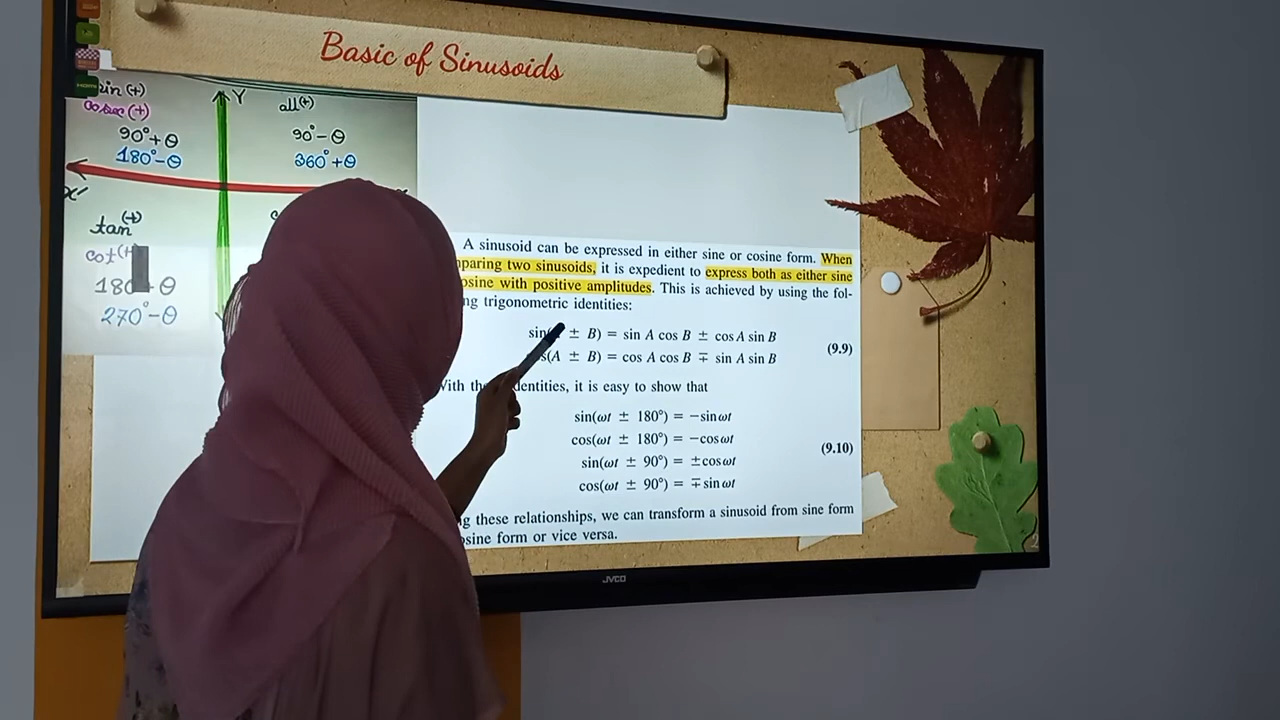 Basic of Sinusoids
sin (+)
cosec (+)
90°+θ
180°-θ
Y
all(+)
90°-θ
360°+θ
X'
tan (+)
cot (+)
180 θ
270°-θ
A sinusoid can be expressed in either sine or cosine form. When
paring two sinusoids, it is expedient to express both as either sine
osine with positive amplitudes. This is achieved by using the fol-
ng trigonometric identities:
sin( ± B) = sin A cos B ± cos A sin B
s(A ± B) = cos A cos B ∓ sin A sin B
(9.9)
With th dentities, it is easy to show that
sin(ωt ± 180°) = −sin ωt
cos(ωt ± 180°) = −cos ωt
sin(ωt ± 90°) = ±cos ωt
cos(ωt ± 90°) = ∓sin ωt
(9.10)
g these relationships, we can transform a sinusoid from sine form
osine form or vice versa.
JVCO